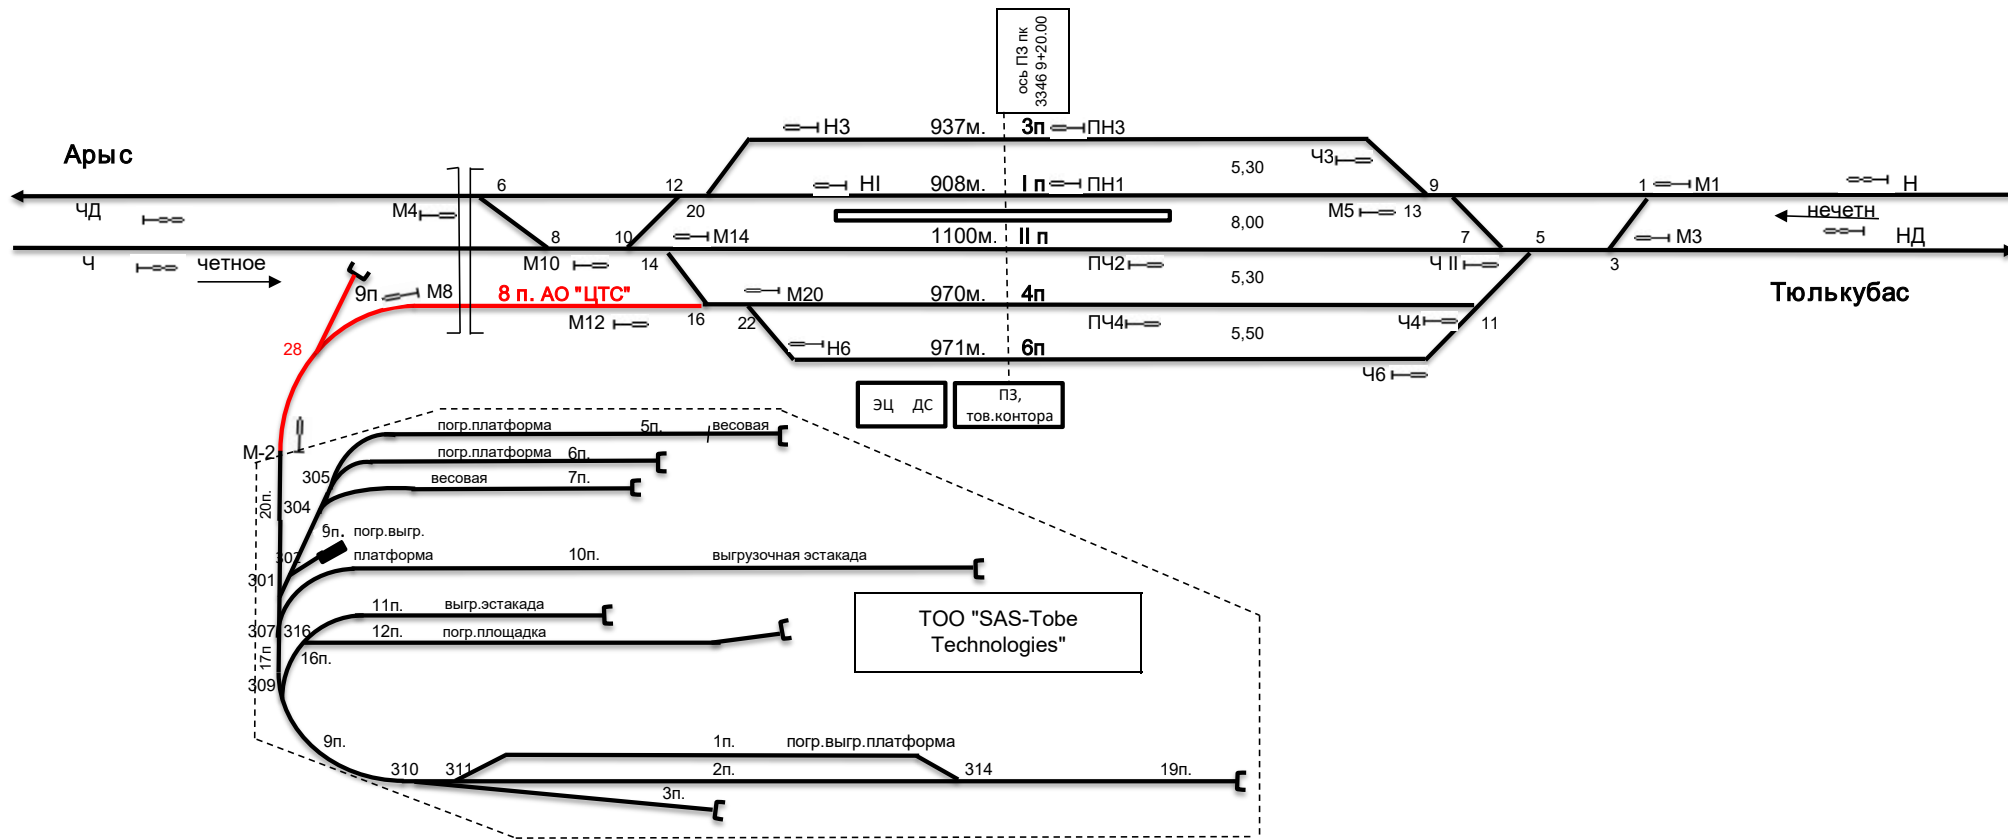 ось ПЗ пк
3346 9+20.00
Арыс
Н3
937м.
3п
ПН3
Ч3
5,30
6
12
НI
908м.
I п
ПН1
9
1
М1
Н
ЧД
М4
20
8,00
М5
13
нечетн
8
10
М14
1100м.
II п
7
5
М3
НД
Ч
четное
М10
14
ПЧ2
Ч II
3
5,30
9п
М8
8 п. АО "ЦТС"
М20
970м.
4п
Тюлькубас
М12
16
22
ПЧ4
Ч4
11
5,50
28
Н6
971м.
6п
Ч6
ЭЦ ДС
ПЗ,
тов.контора
М-2
погр.платформа
5п.
весовая
погр.платформа
6п.
305
весовая
7п.
20п.
304
9п. погр.выгр.
302
платформа
10п.
выгрузочная эстакада
301
11п.
выгр.эстакада
307
316
12п.
погр.площадка
ТОО "SAS-Tobe
Technologies"
17п
16п.
309
9п.
1п.
погр.выгр.платформа
310
311
2п.
314
19п.
3п.